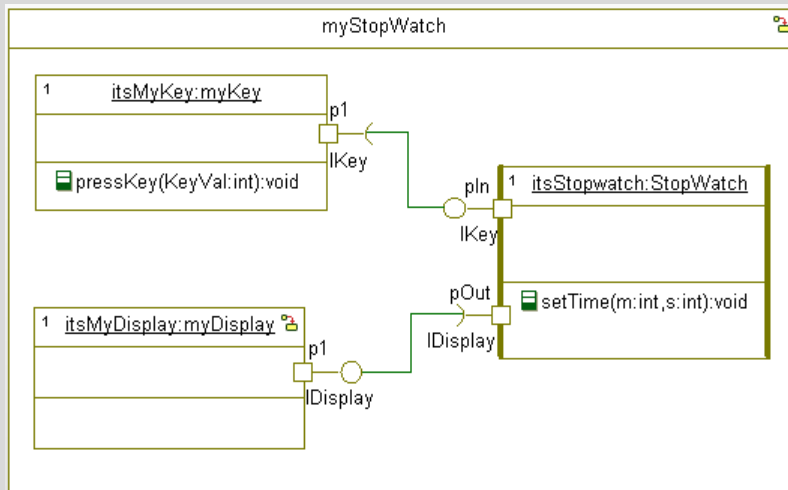 myStopWatch
1 itsMyKey:myKey
p1
IKey
pressKey(KeyVal:int):void
pIn
1 itsStopwatch:StopWatch
IKey
pOut
setTime(m:int,s:int):void
1 itsMyDisplay:myDisplay
IDisplay
p1
IDisplay